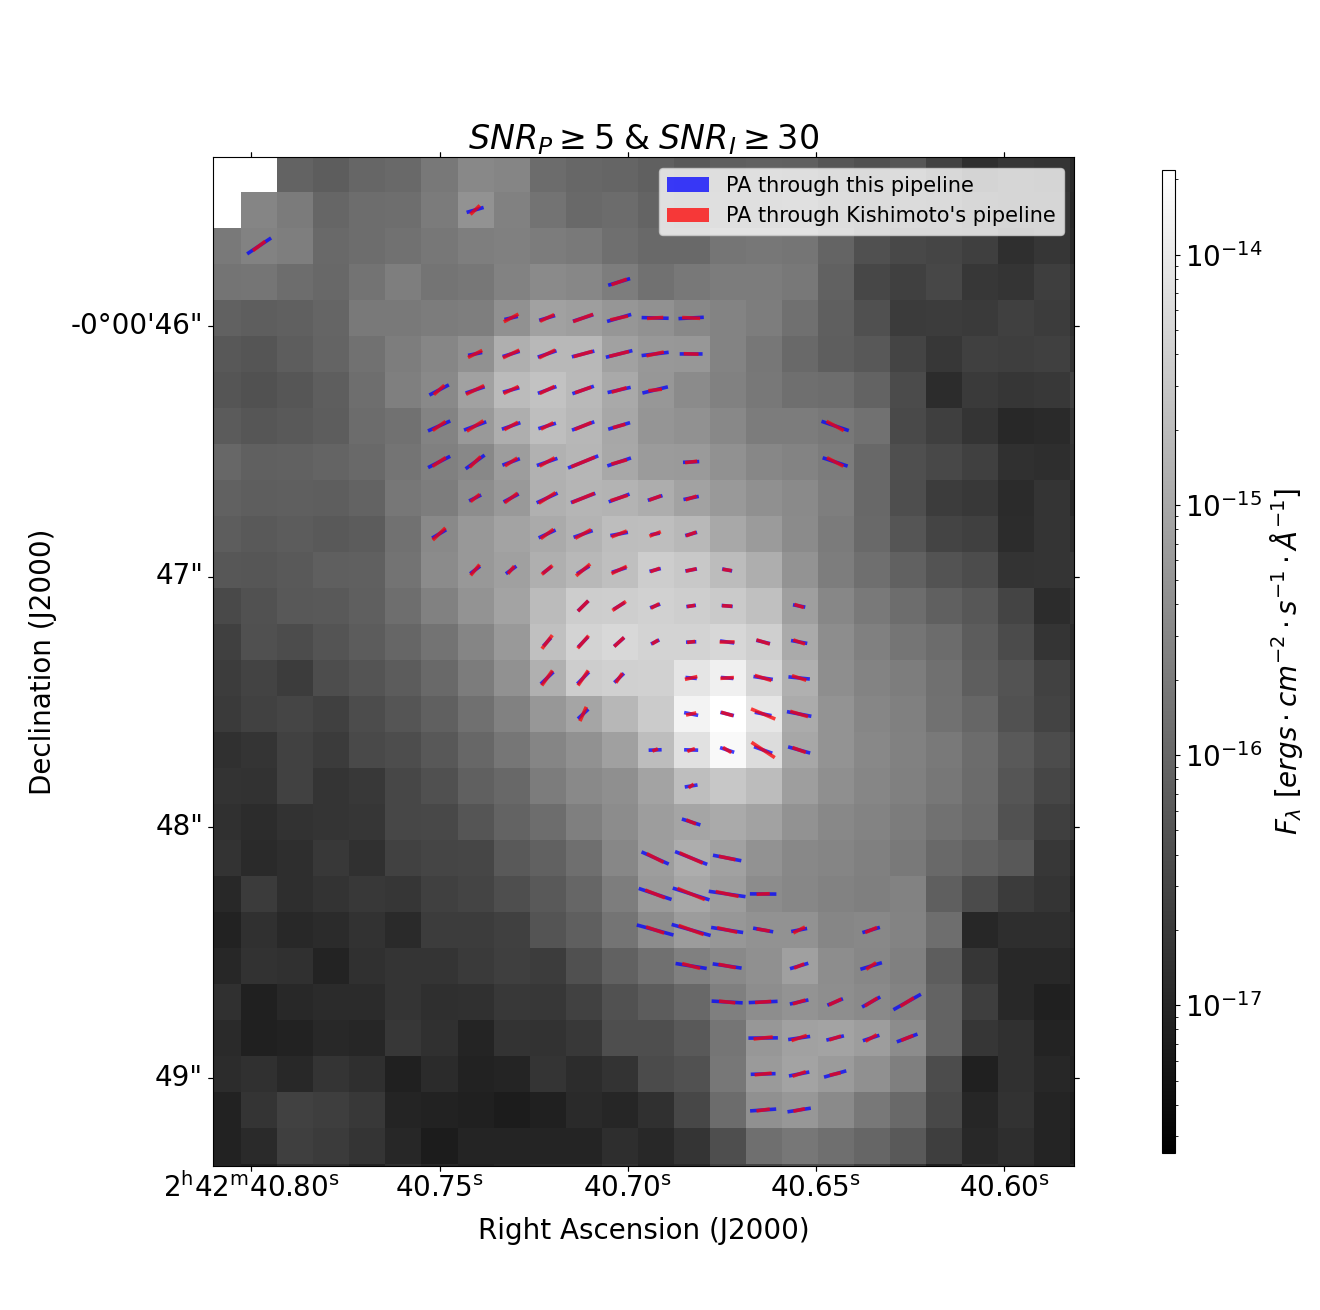 SNR_P ≥ 5 & SNR_I ≥ 30
PA through this pipeline
PA through Kishimoto's pipeline
-0°00'46"
47"
48"
49"
Declination (J2000)
2ʰ42ᵐ40.80ˢ
40.75ˢ
40.70ˢ
40.65ˢ
40.60ˢ
Right Ascension (J2000)
10⁻¹⁴
10⁻¹⁵
10⁻¹⁶
10⁻¹⁷
F_λ [ergs · cm⁻² · s⁻¹ · Å⁻¹]